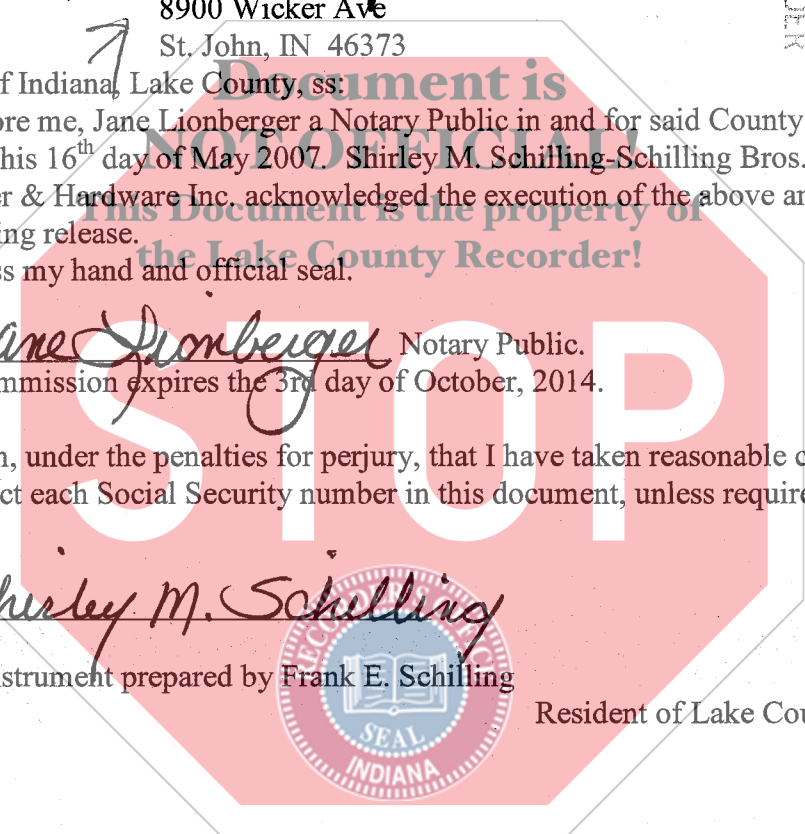 8900 Wicker Ave
St. John, IN 46373
f Indiana, Lake County, ss:
ore me, Jane Lionberger a Notary Public in and for said County
his 16th day of May 2007. Shirley M. Schilling-Schilling Bros.
r & Hardware Inc. acknowledged the execution of the above an
ing release.
s my hand and official seal.
Document is
NOT OFFICIAL!
This Document is the property of
the Lake County Recorder!
STOP
ane Lionberger Notary Public.
mmission expires the 3rd day of October, 2014.
n, under the penalties for perjury, that I have taken reasonable c
ct each Social Security number in this document, unless require
hirley M. Schilling
strument prepared by Frank E. Schilling
Resident of Lake Cou
SEAL
INDIANA